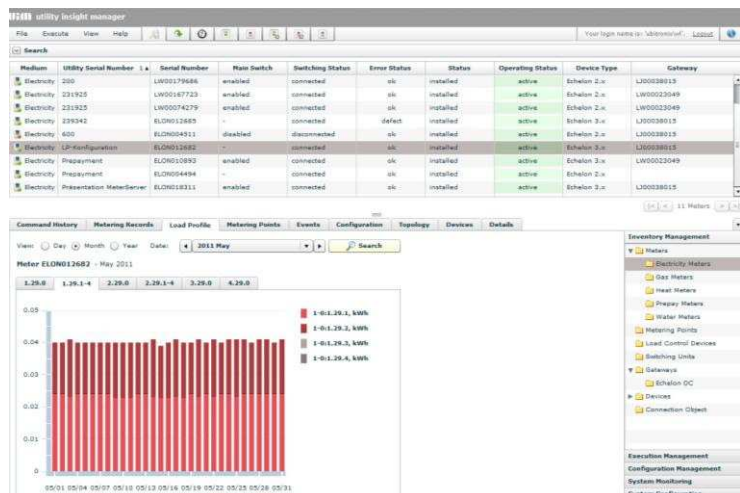 utility insight manager
File Execute View Help Your login name is: 'vbitromivf'. Logout
Search
Medium Utility Serial Number 1 Serial Number Main Switch Switching Status Error Status Status Operating Status Device Type Gateway
Electricity 200 LW00179686 enabled connected ok installed active Echelon 2.x LJ00038015
Electricity 231925 LW00167723 enabled connected ok installed active Echelon 2.x LW00023049
Electricity 231925 LW00074279 enabled connected ok installed active Echelon 2.x LW00023049
Electricity 239342 ELON012685 - connected defect installed active Echelon 3.x LJ00038015
Electricity 600 ELON004511 disabled disconnected ok installed active Echelon 2.x LJ00038015
Electricity LP-Konfiguration ELON012682 - connected ok installed active Echelon 3.x LJ00038015
Electricity Prepayment ELON010893 enabled connected ok installed active Echelon 3.x LW00023049
Electricity Prepayment ELON004494 - connected ok installed active Echelon 2.x
Electricity Präsentation MeterServer ELON018311 enabled connected ok installed active Echelon 3.x LJ00038015
11 Meters
Command History Metering Records Load Profile Metering Points Events Configuration Topology Devices Details
View: Day Month Year Date: 2011 May Search
Meter ELON012682 - May 2011
1.29.0 1.29.1-4 2.29.0 2.29.1-4 3.29.0 4.29.0
0.05
0.04
0.03
0.02
0.01
0
05/01 05/04 05/07 05/10 05/13 05/16 05/19 05/22 05/25 05/28 05/31
1-0:1.29.1, kWh
1-0:1.29.2, kWh
1-0:1.29.3, kWh
1-0:1.29.4, kWh
Inventory Management
Meters
Electricity Meters
Gas Meters
Heat Meters
Prepay Meters
Water Meters
Metering Points
Load Control Devices
Switching Units
Gateways
Echelon DC
Devices
Connection Object
Execution Management
Configuration Management
System Monitoring
System Configuration